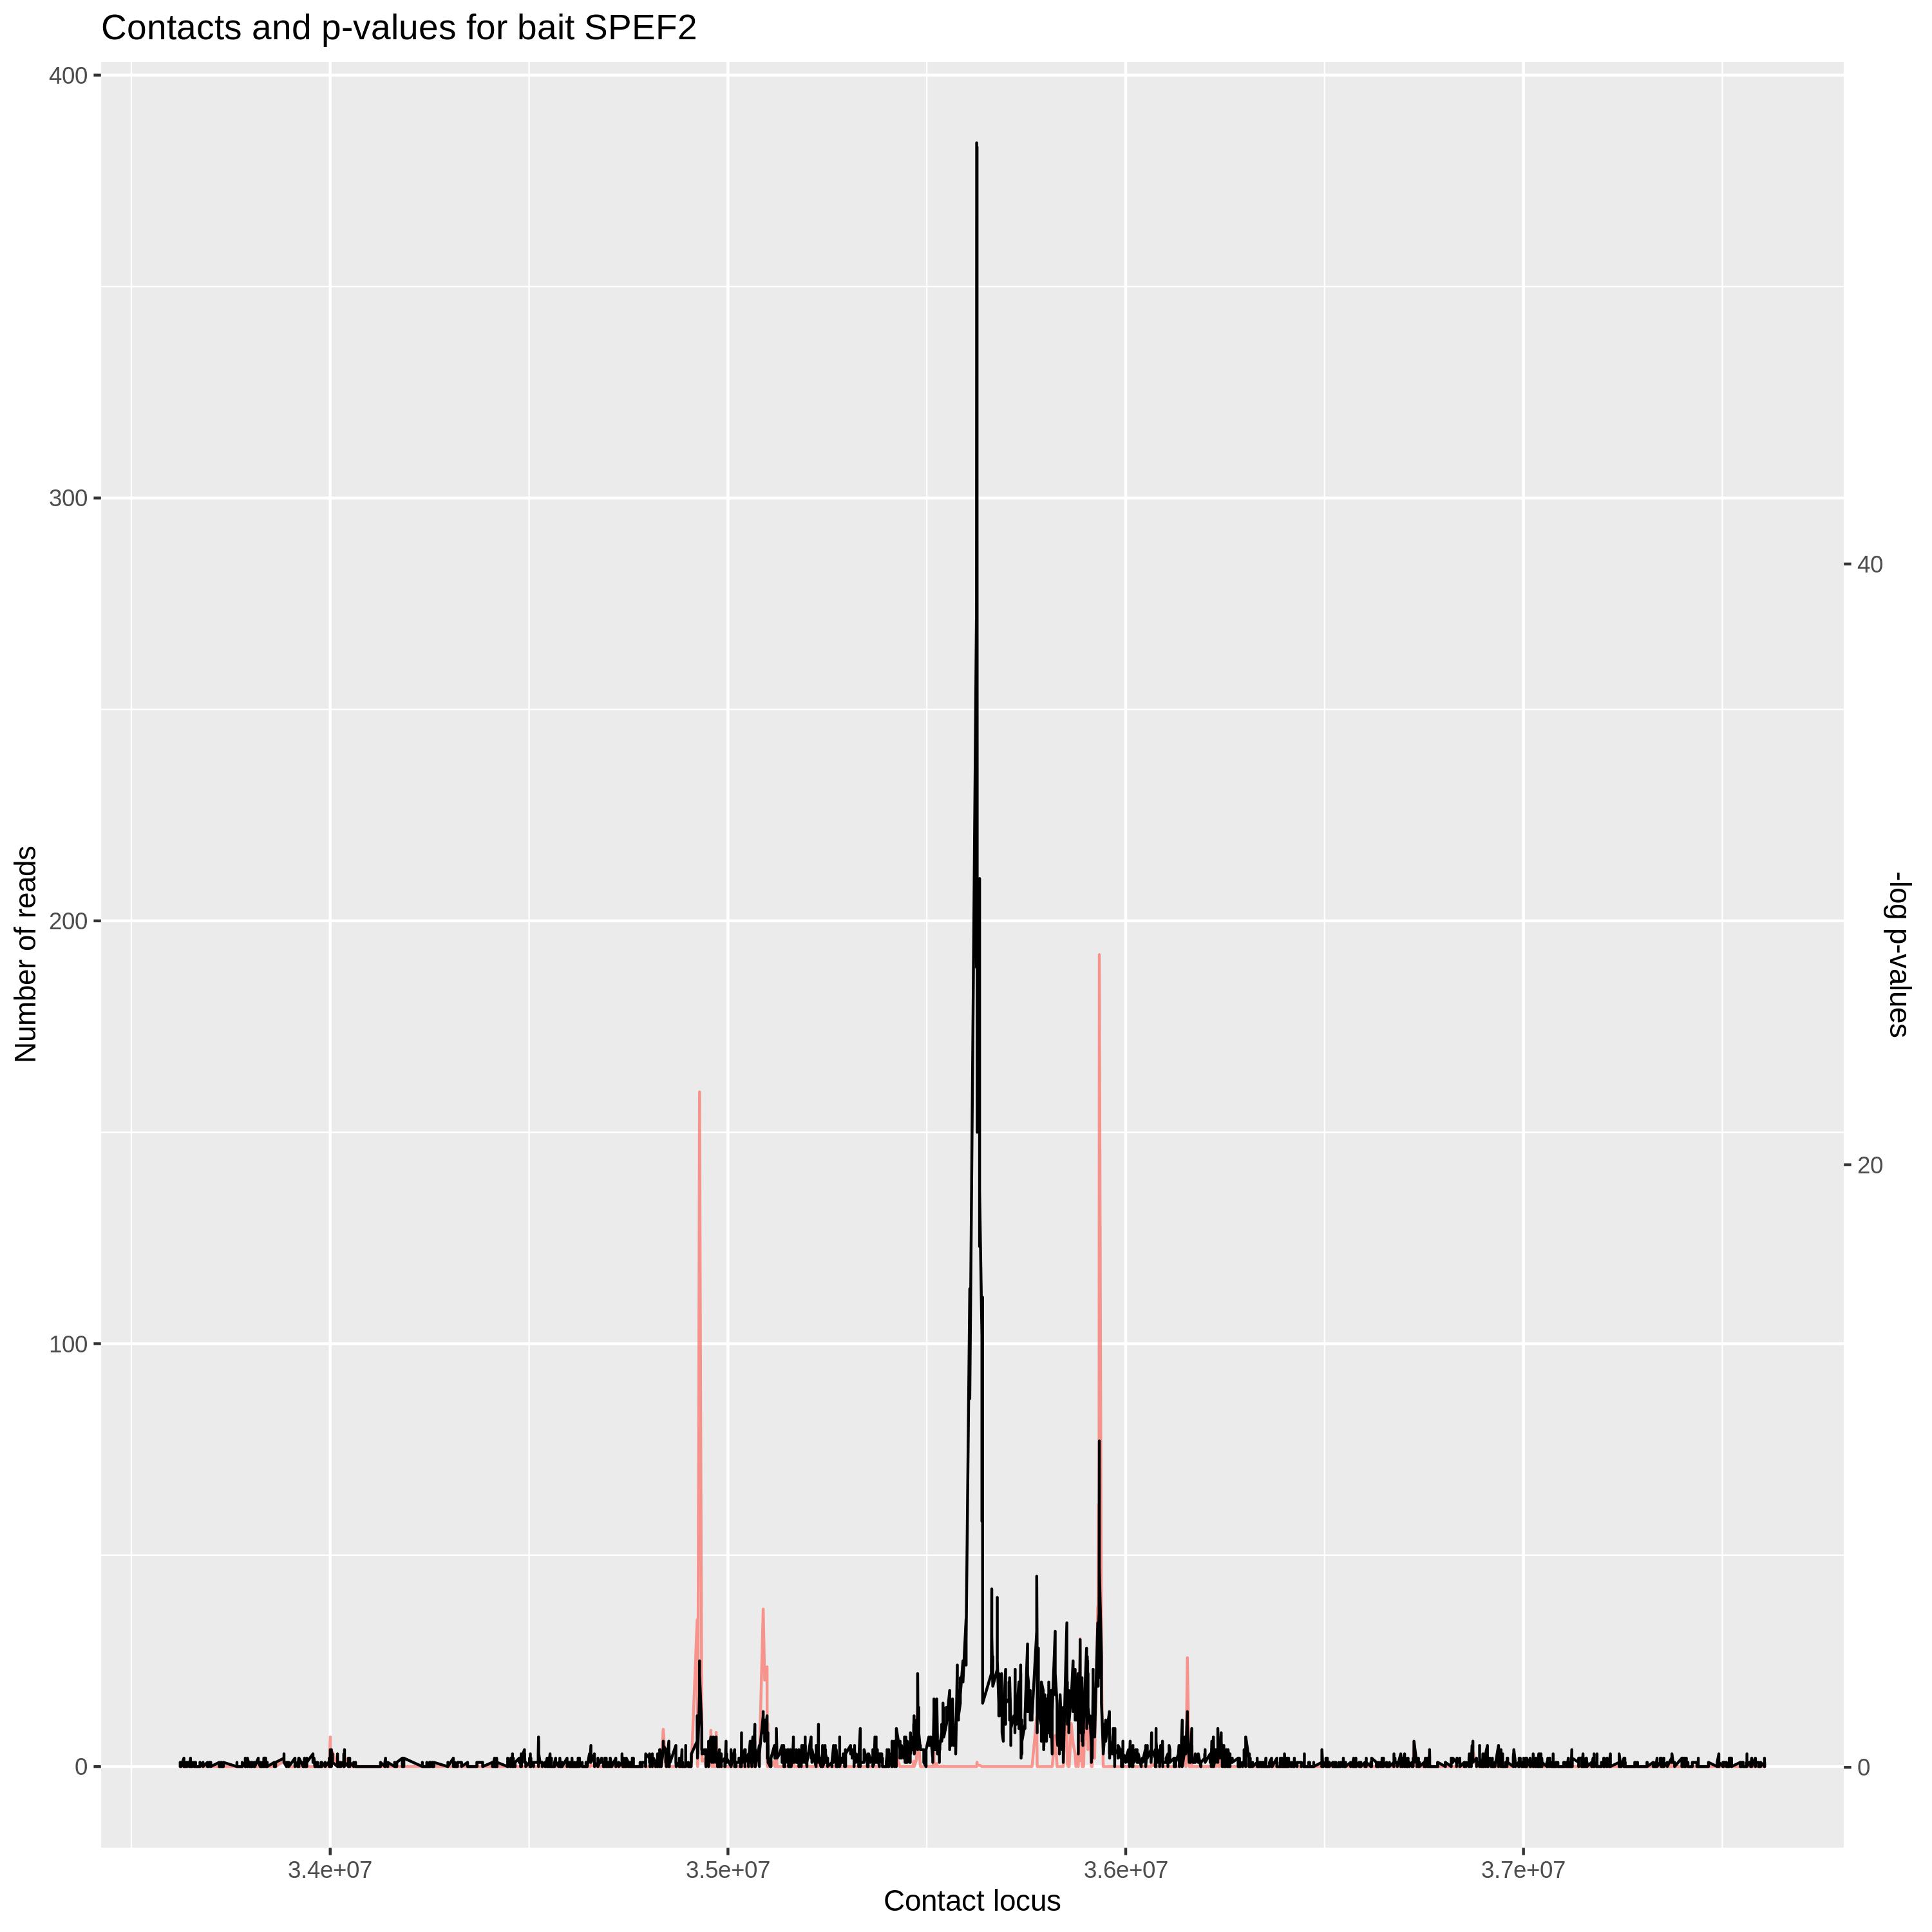 Contacts and p-values for bait SPEF2
400
300
200
100
0
Number of reads
40
20
0
-log p-values
3.4e+07
3.5e+07
3.6e+07
3.7e+07
Contact locus